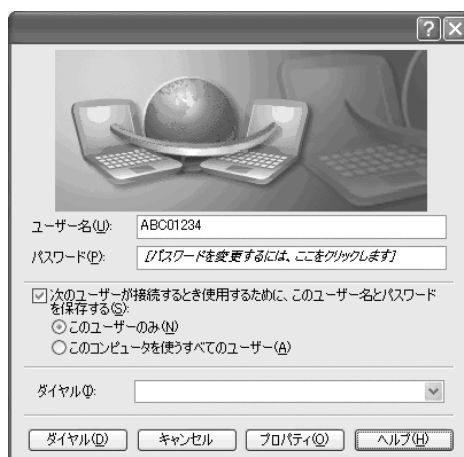 ユーザー名(U):
ABC01234
パスワード(P):
[パスワードを変更するには、ここをクリックします]
次のユーザーが接続するとき使用するために、このユーザー名とパスワード
を保存する(S):
このユーザーのみ(N)
このコンピュータを使うすべてのユーザー(A)
ダイヤル(I):
ダイヤル(D)
キャンセル
プロパティ(O)
ヘルプ(H)